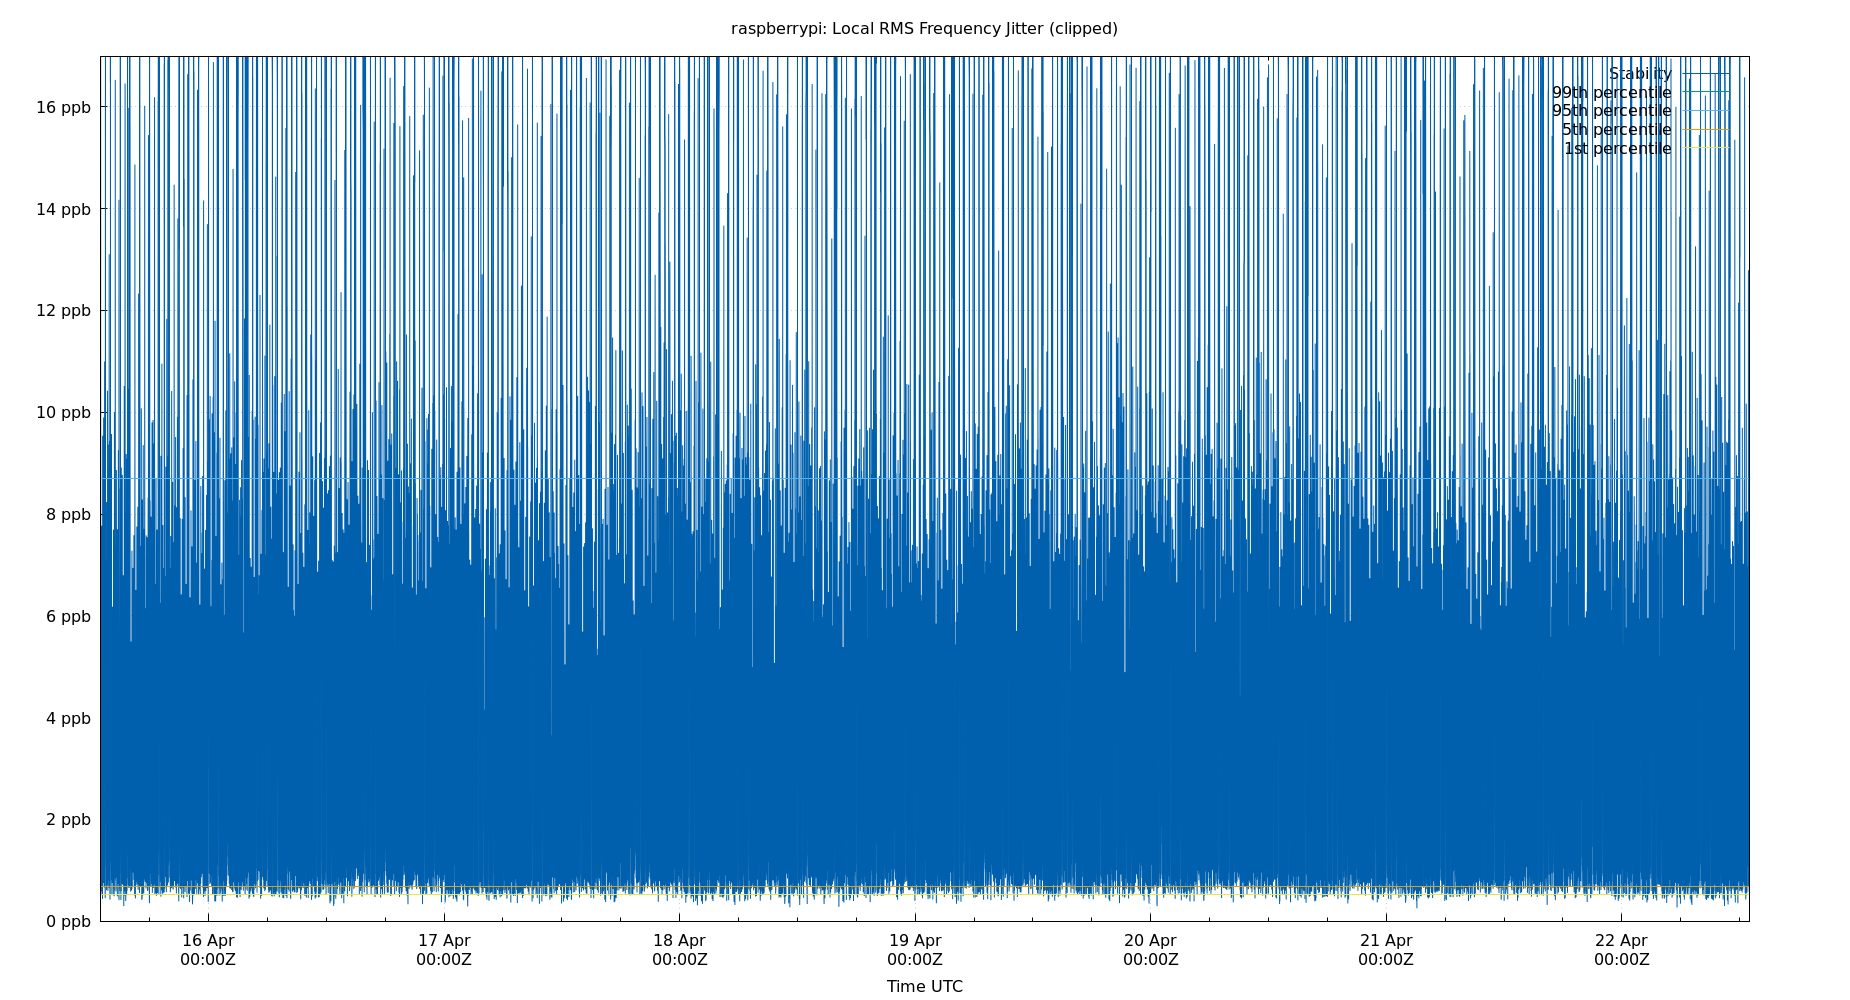 raspberrypi: Local RMS Frequency Jitter (clipped)
Stability
99th percentile
95th percentile
5th percentile
1st percentile
16 ppb
14 ppb
12 ppb
10 ppb
8 ppb
6 ppb
4 ppb
2 ppb
0 ppb
16 Apr 17 Apr 18 Apr 19 Apr 20 Apr 21 Apr 22 Apr
00:00Z 00:00Z 00:00Z 00:00Z 00:00Z 00:00Z 00:00Z
Time UTC